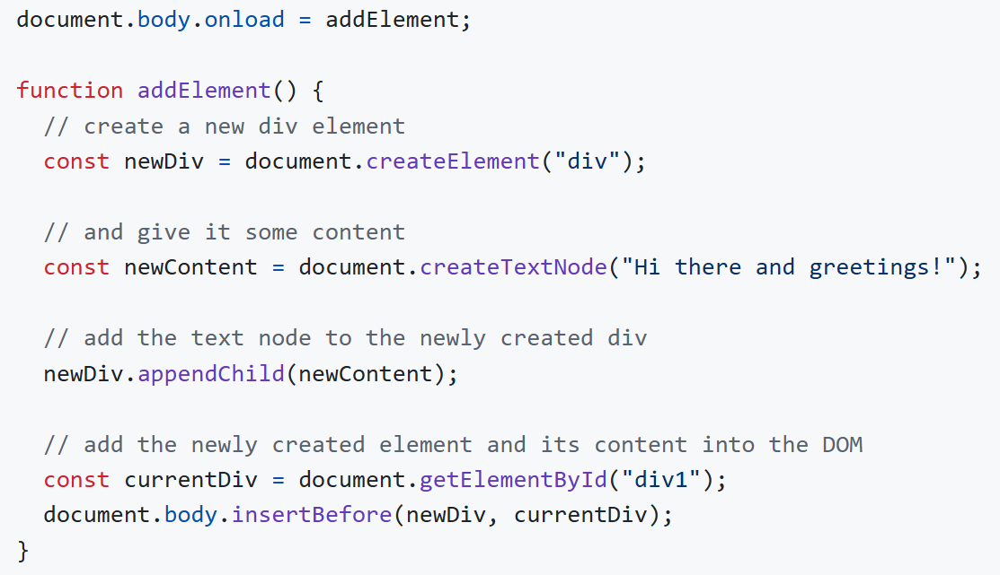 document.body.onload = addElement;
function addElement() {
// create a new div element
const newDiv = document.createElement("div");
// and give it some content
const newContent = document.createTextNode("Hi there and greetings!");
// add the text node to the newly created div
newDiv.appendChild(newContent);
// add the newly created element and its content into the DOM
const currentDiv = document.getElementById("div1");
document.body.insertBefore(newDiv, currentDiv);
}